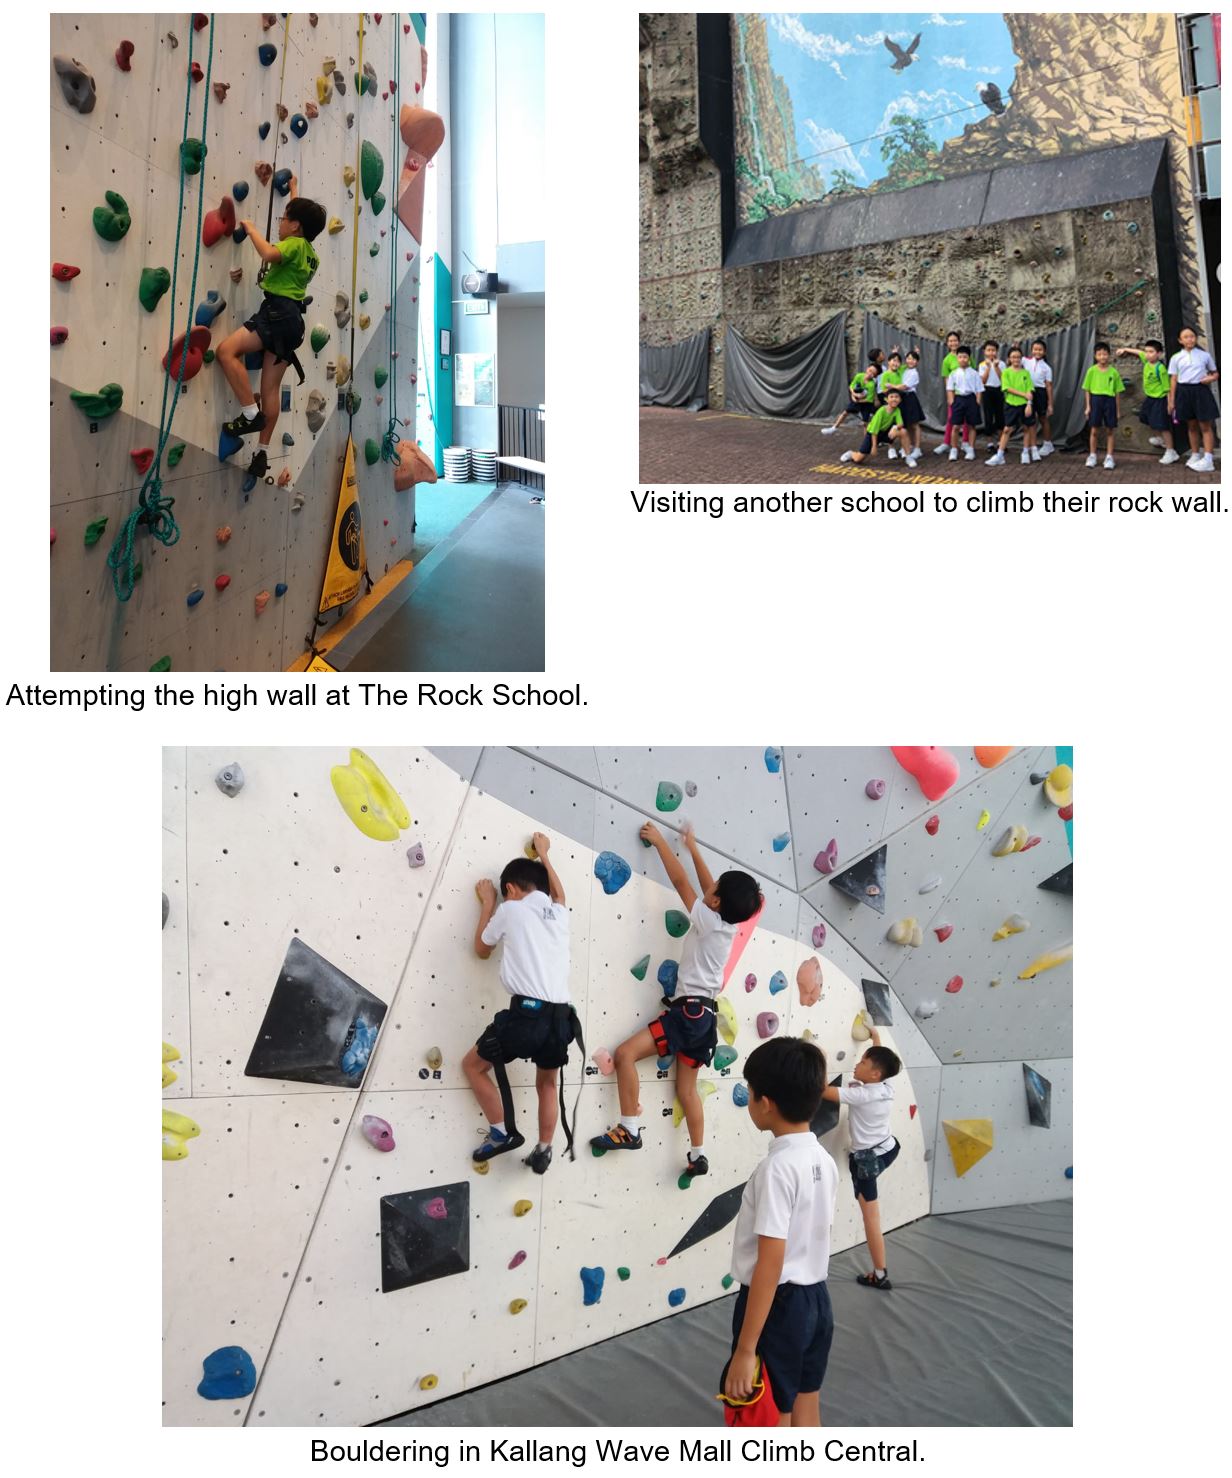 Visiting another school to climb their rock wall.
Attempting the high wall at The Rock School.
Bouldering in Kallang Wave Mall Climb Central.